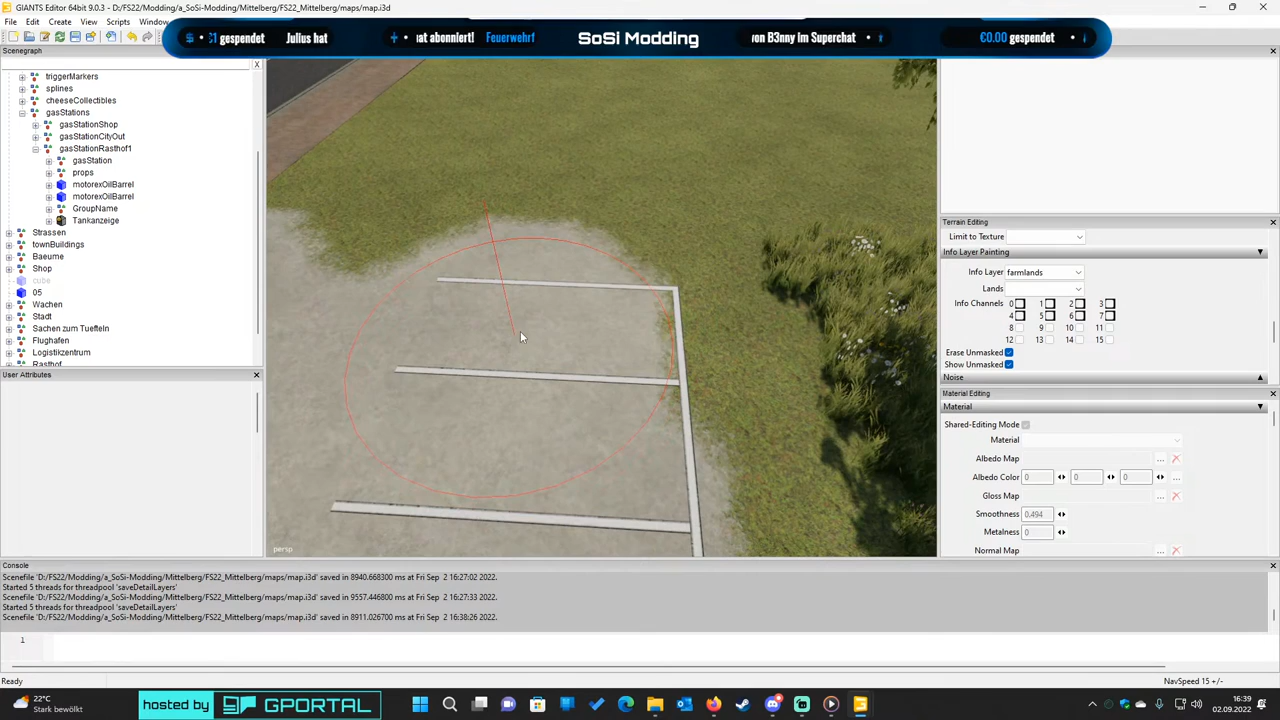 GIANTS Editor 64bit 9.0.3 - D:/FS22/Modding/a_SoSi-Modding/Mittelberg/FS22_Mittelberg/maps/map.i3d
File Edit Create View Scripts Window
$ €1 gespendet Julius hat
hat abonniert! Feuerwehrf
SoSi Modding
von B3nny im Superchat
€0.00 gespendet
Scenegraph
X
triggerMarkers
splines
cheeseCollectibles
gasStations
gasStationShop
gasStationCityOut
gasStationRasthof1
gasStation
props
motorexOilBarrel
motorexOilBarrel
GroupName
Tankanzeige
Strassen
townBuildings
Baeume
Shop
cube
05
Wachen
Stadt
Sachen zum Tuefteln
Flughafen
Logistikzentrum
Rasthof
User Attributes
persp
Terrain Editing
Limit to Texture
Info Layer Painting
Info Layer farmlands
Lands
Info Channels 0 1 2 3
4 5 6 7
8 9 10 11
12 13 14 15
Erase Unmasked
Show Unmasked
Noise
Material Editing
Material
Shared-Editing Mode
Material
Albedo Map ...
Albedo Color 0 0 0 ...
Gloss Map ...
Smoothness 0.494
Metalness 0
Normal Map ...
Console
Scenefile 'D:/FS22/Modding/a_SoSi-Modding/Mittelberg/FS22_Mittelberg/maps/map.i3d' saved in 8940.668300 ms at Fri Sep 2 16:27:02 2022.
Started 5 threads for threadpool 'saveDetailLayers'
Scenefile 'D:/FS22/Modding/a_SoSi-Modding/Mittelberg/FS22_Mittelberg/maps/map.i3d' saved in 9557.446800 ms at Fri Sep 2 16:27:33 2022.
Started 5 threads for threadpool 'saveDetailLayers'
Scenefile 'D:/FS22/Modding/a_SoSi-Modding/Mittelberg/FS22_Mittelberg/maps/map.i3d' saved in 8911.026700 ms at Fri Sep 2 16:38:26 2022.
1
Ready
NavSpeed 15 +/-
22°C
Stark bewölkt
hosted by GPORTAL
16:39
02.09.2022